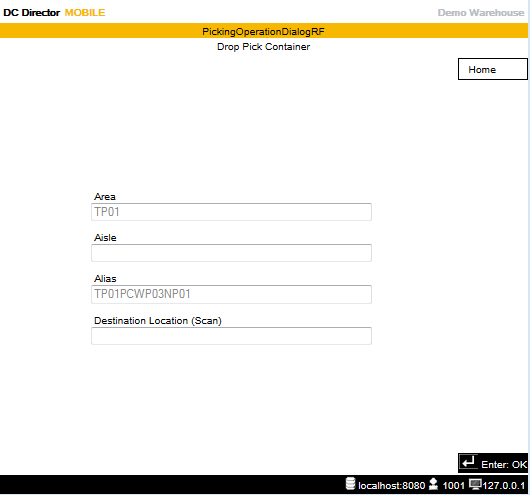 DC Director MOBILE Demo Warehouse
PickingOperationDialogRF
Drop Pick Container
Home
Area
TP01
Aisle
Alias
TP01PCWP03NP01
Destination Location (Scan)
Enter: OK
localhost:8080 1001 127.0.0.1